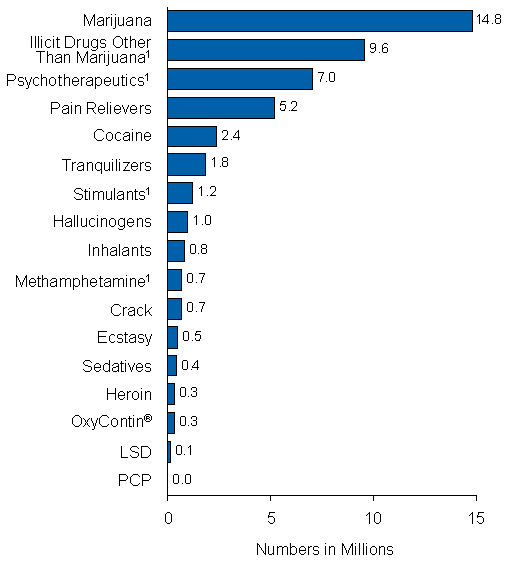 Marijuana 14.8
Illicit Drugs Other
Than Marijuana¹ 9.6
Psychotherapeutics¹ 7.0
Pain Relievers 5.2
Cocaine 2.4
Tranquilizers 1.8
Stimulants¹ 1.2
Hallucinogens 1.0
Inhalants 0.8
Methamphetamine¹ 0.7
Crack 0.7
Ecstasy 0.5
Sedatives 0.4
Heroin 0.3
OxyContin® 0.3
LSD 0.1
PCP 0.0
0 5 10 15
Numbers in Millions